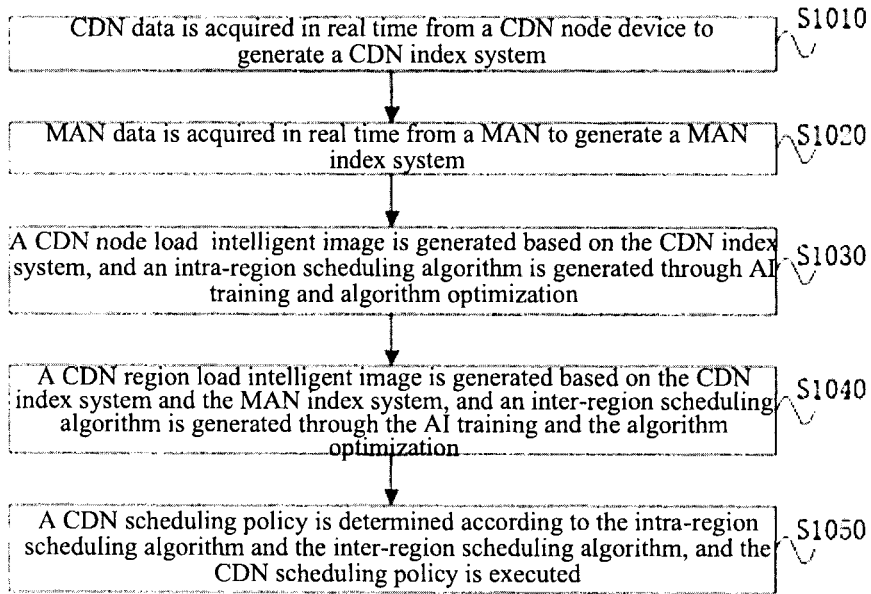 CDN data is acquired in real time from a CDN node device to
generate a CDN index system
S1010
MAN data is acquired in real time from a MAN to generate a MAN
index system
S1020
A CDN node load intelligent image is generated based on the CDN index
system, and an intra-region scheduling algorithm is generated through AI
training and algorithm optimization
S1030
A CDN region load intelligent image is generated based on the CDN
index system and the MAN index system, and an inter-region scheduling
algorithm is generated through the AI training and the algorithm
optimization
S1040
A CDN scheduling policy is determined according to the intra-region
scheduling algorithm and the inter-region scheduling algorithm, and the
CDN scheduling policy is executed
S1050